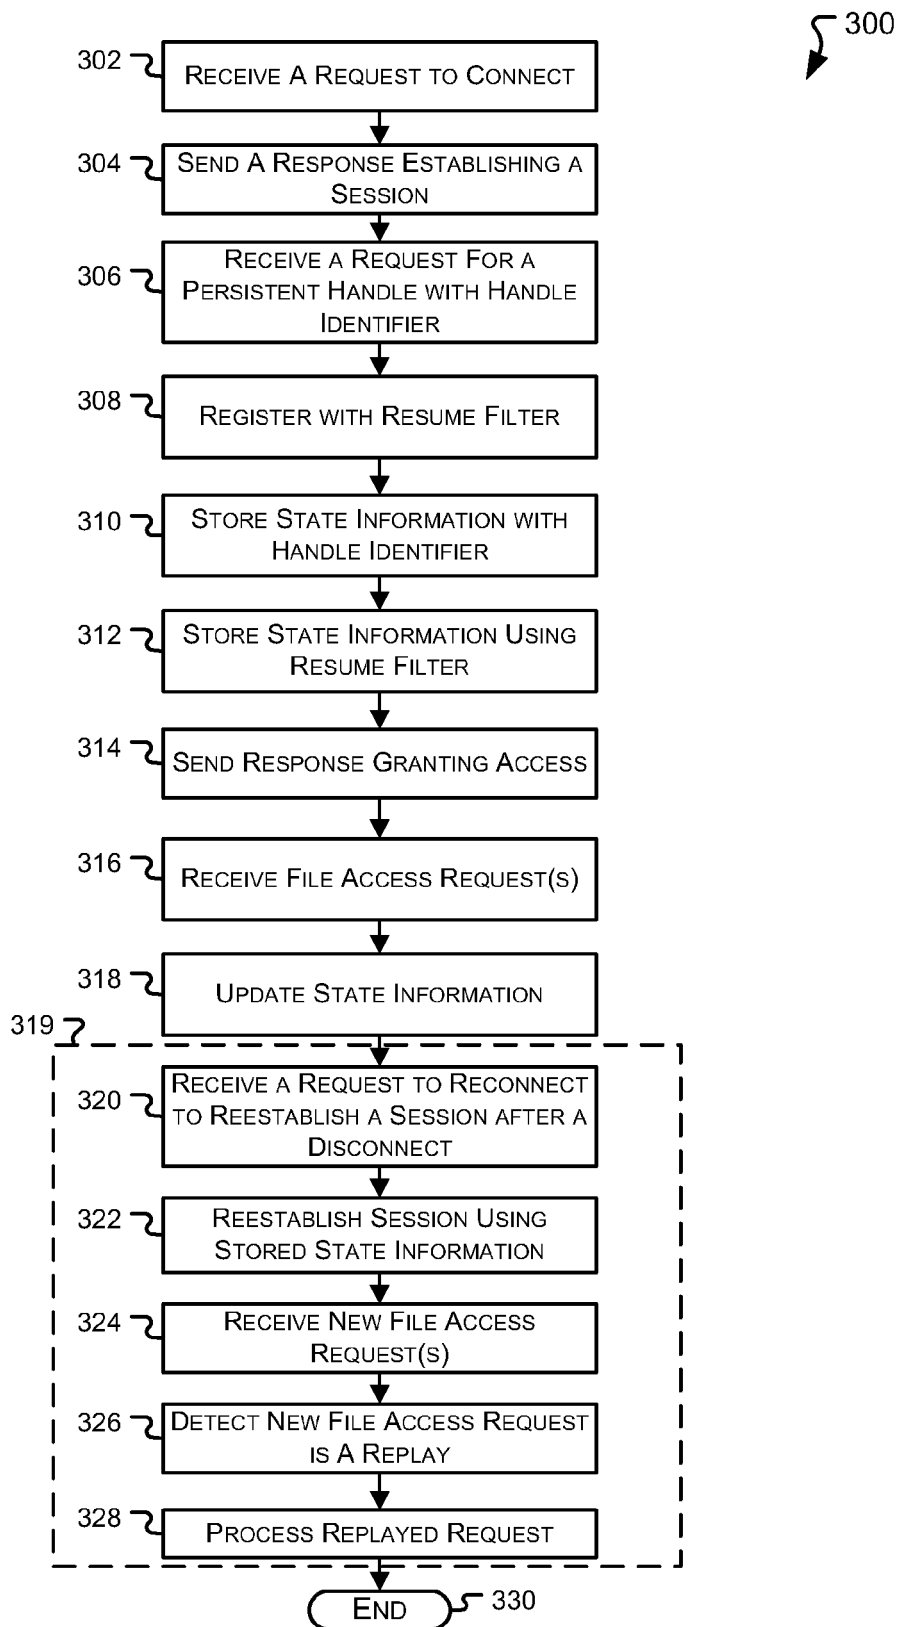 300
302
RECEIVE A REQUEST TO CONNECT
304
SEND A RESPONSE ESTABLISHING A
SESSION
306
RECEIVE A REQUEST FOR A
PERSISTENT HANDLE WITH HANDLE
IDENTIFIER
308
REGISTER WITH RESUME FILTER
310
STORE STATE INFORMATION WITH
HANDLE IDENTIFIER
312
STORE STATE INFORMATION USING
RESUME FILTER
314
SEND RESPONSE GRANTING ACCESS
316
RECEIVE FILE ACCESS REQUEST(S)
318
UPDATE STATE INFORMATION
319
320
RECEIVE A REQUEST TO RECONNECT
TO REESTABLISH A SESSION AFTER A
DISCONNECT
322
REESTABLISH SESSION USING
STORED STATE INFORMATION
324
RECEIVE NEW FILE ACCESS
REQUEST(S)
326
DETECT NEW FILE ACCESS REQUEST
IS A REPLAY
328
PROCESS REPLAYED REQUEST
END
330